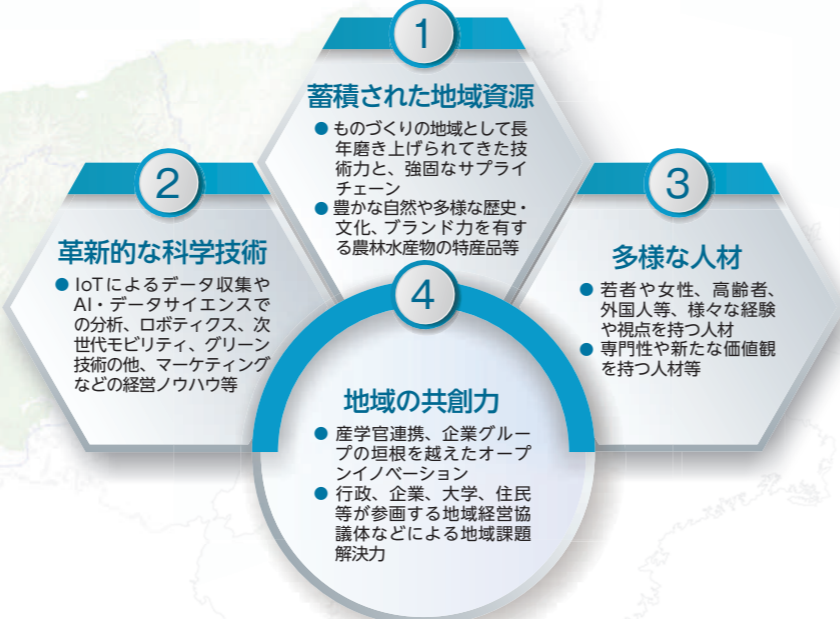 1
蓄積された地域資源
● ものづくりの地域として長
年磨き上げられてきた技
術力と、強固なサプライ
チェーン
● 豊かな自然や多様な歴史・
文化、ブランド力を有す
る農林水産物の特産品等
2
革新的な科学技術
● IoTによるデータ収集や
AI・データサイエンスで
の分析、ロボティクス、次
世代モビリティ、グリーン
技術の他、マーケティング
などの経営ノウハウ等
3
多様な人材
● 若者や女性、高齢者、
外国人等、様々な経験
や視点を持つ人材
● 専門性や新たな価値観
を持つ人材等
4
地域の共創力
● 産学官連携、企業グルー
プの垣根を越えたオープ
ンイノベーション
● 行政、企業、大学、住民
等が参画する地域経営協
議体などによる地域課題
解決力